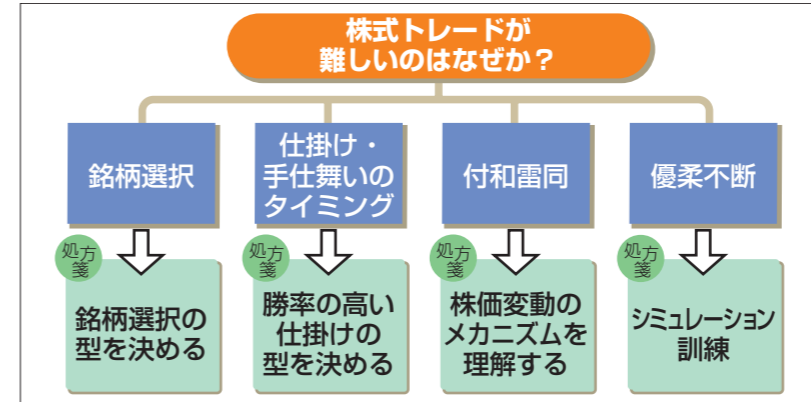 株式トレードが
難しいのはなぜか？
銘柄選択
仕掛け・
手仕舞いの
タイミング
付和雷同
優柔不断
処方
箋
銘柄選択の
型を決める
処方
箋
勝率の高い
仕掛けの
型を決める
処方
箋
株価変動の
メカニズムを
理解する
処方
箋
シミュレーション
訓練